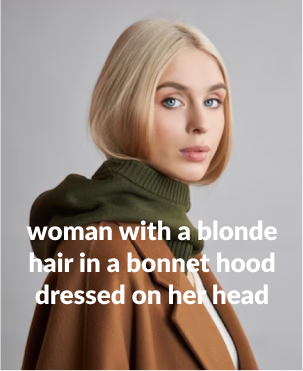 woman with a blonde
hair in a bonnet hood
dressed on her head